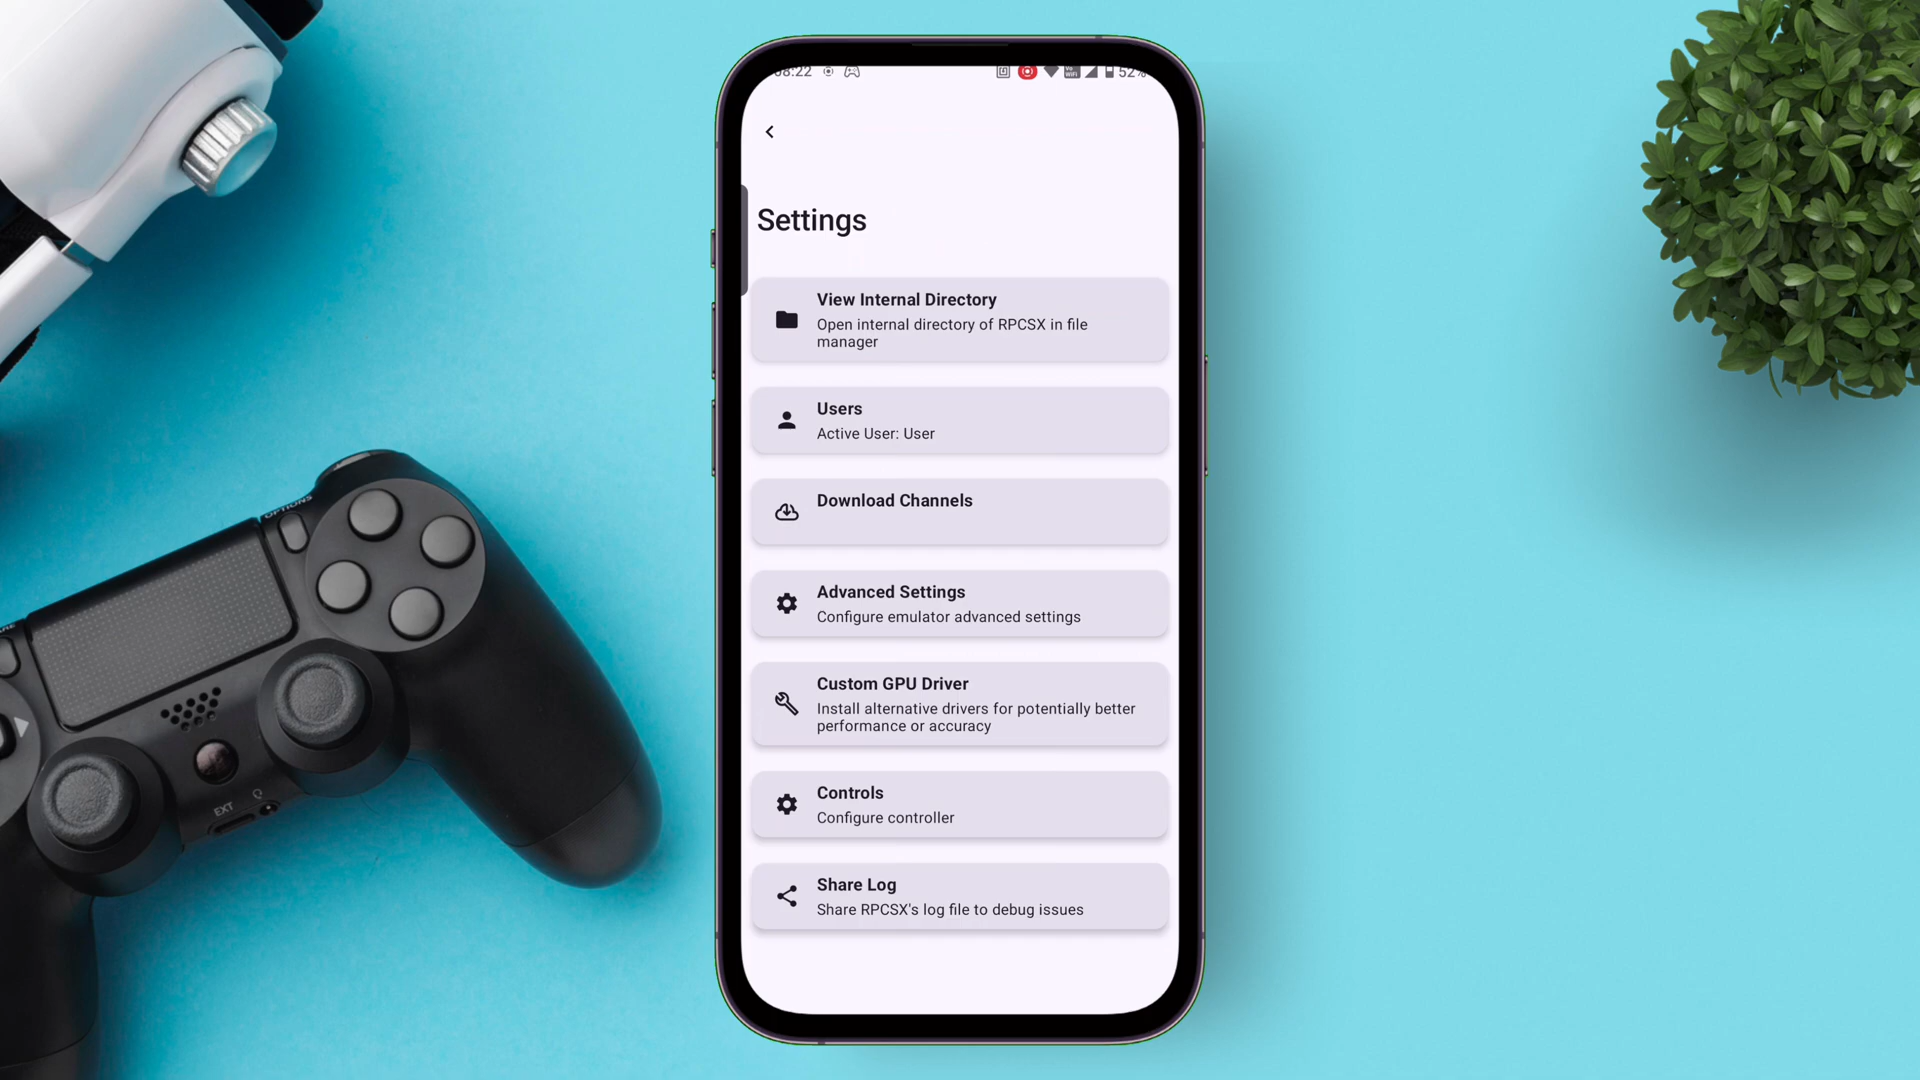 08:22
52%
Settings
View Internal Directory
Open internal directory of RPCSX in file
manager
Users
Active User: User
Download Channels
Advanced Settings
Configure emulator advanced settings
Custom GPU Driver
Install alternative drivers for potentially better
performance or accuracy
Controls
Configure controller
Share Log
Share RPCSX's log file to debug issues
OPTIONS
EXT